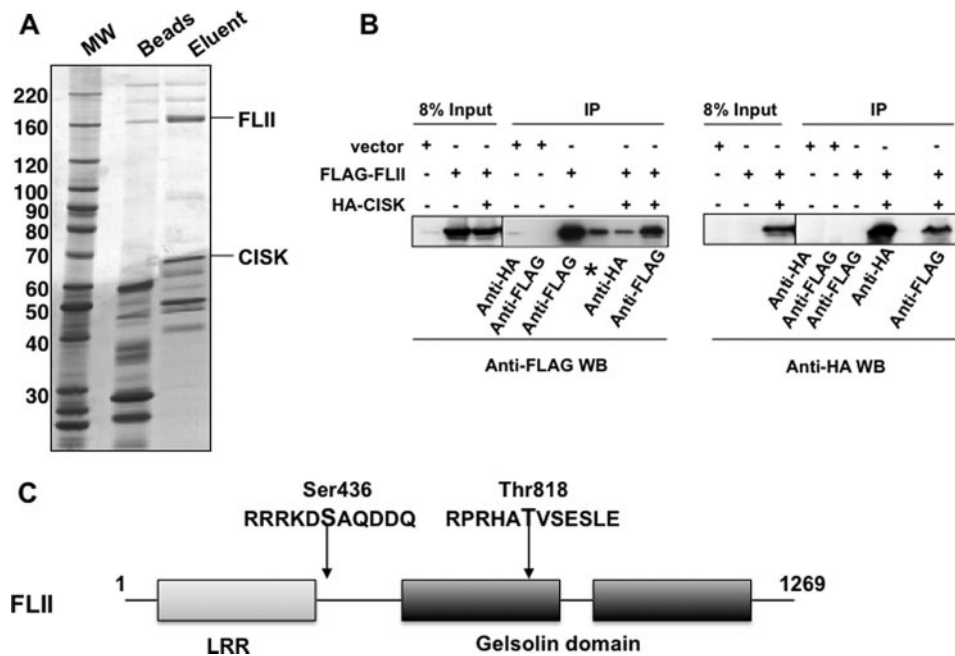 A
MW
Beads
Eluent
220
160
120
100
90
80
70
60
50
40
30
FLII
CISK
B
8% Input IP
vector + - - + + - - -
FLAG-FLII - + + - - + + +
HA-CISK - - + - - - + +
Anti-HA
Anti-FLAG
Anti-FLAG
*
Anti-HA
Anti-FLAG
Anti-FLAG WB
8% Input IP
+ - - + + - - -
- + + - - + + +
- - + - - - + +
Anti-HA
Anti-FLAG
Anti-FLAG
Anti-HA
Anti-FLAG
Anti-HA WB
C
Ser436 Thr818
RRRKDSAQDDQ RPRHATVSESLE
1 1269
FLII
LRR Gelsolin domain